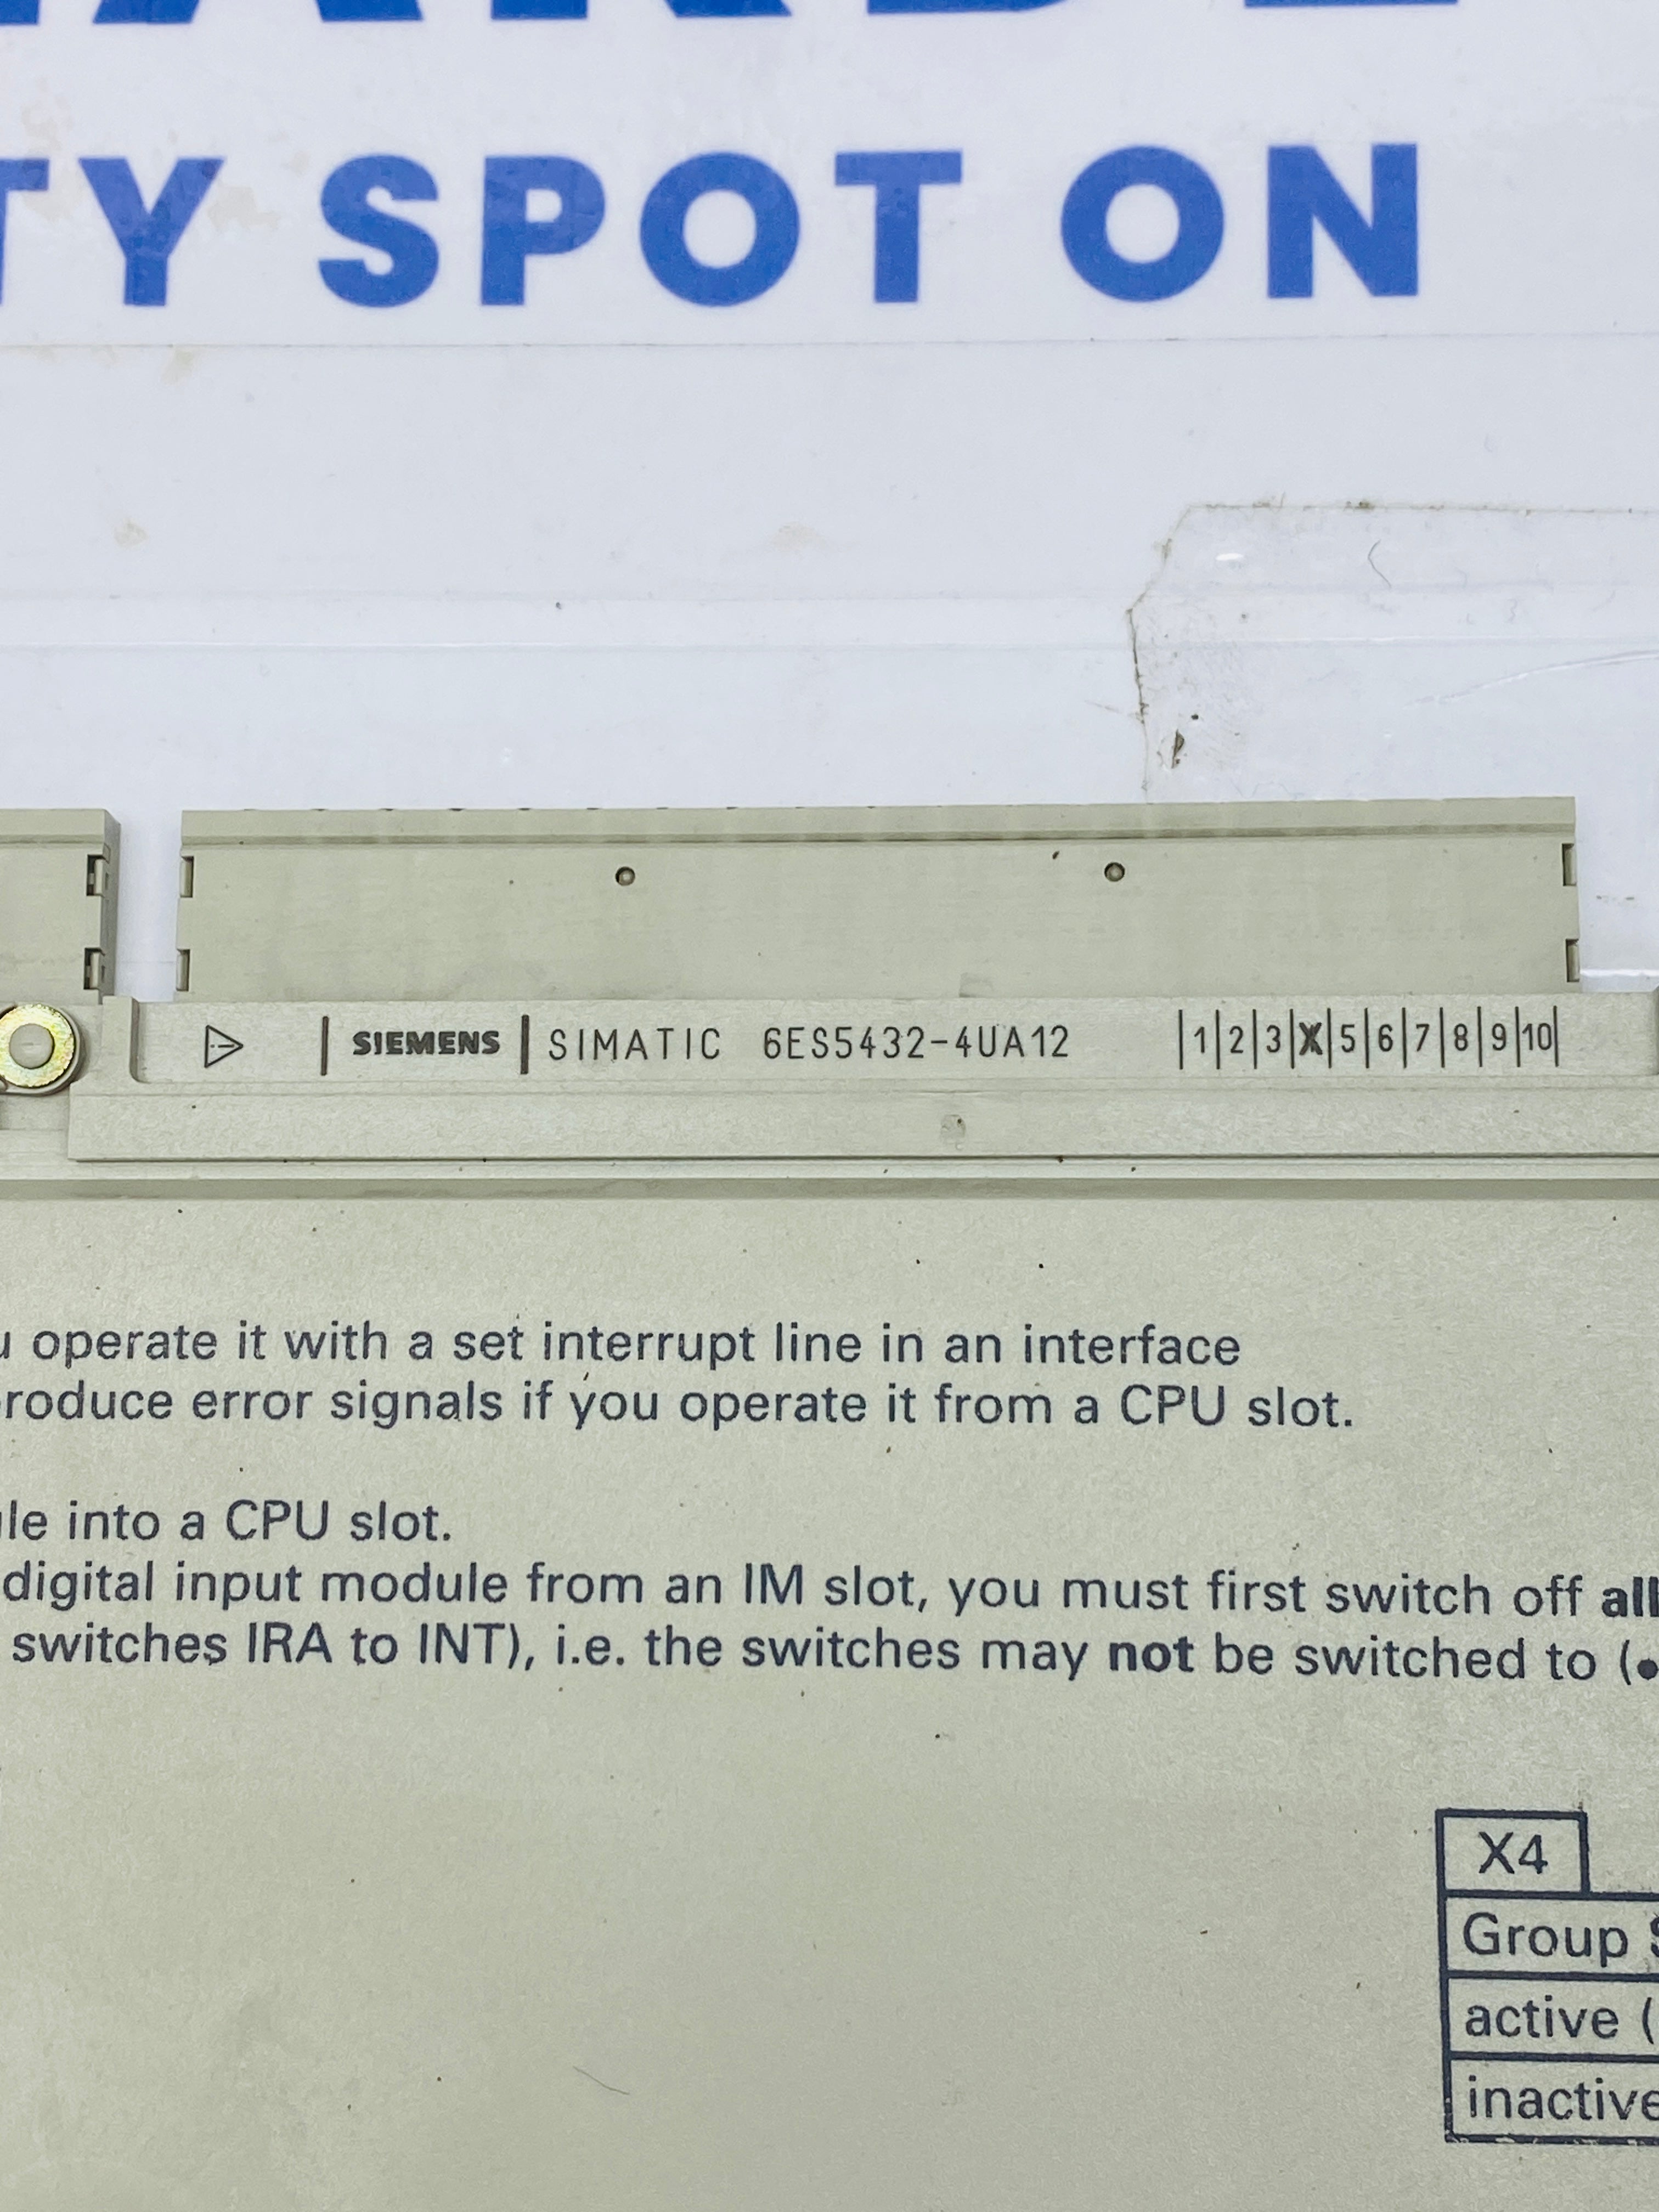 TY SPOT ON
SIEMENS SIMATIC 6ES5432-4UA12 1 2 3 X 5 6 7 8 9 10
operate it with a set interrupt line in an interface
error signals if you operate it from a CPU slot.
into a CPU slot.
digital input module from an IM slot, you must first switch off all
switches IRA to INT), i.e. the switches may not be switched to (•
X4
Group
active (
inactive